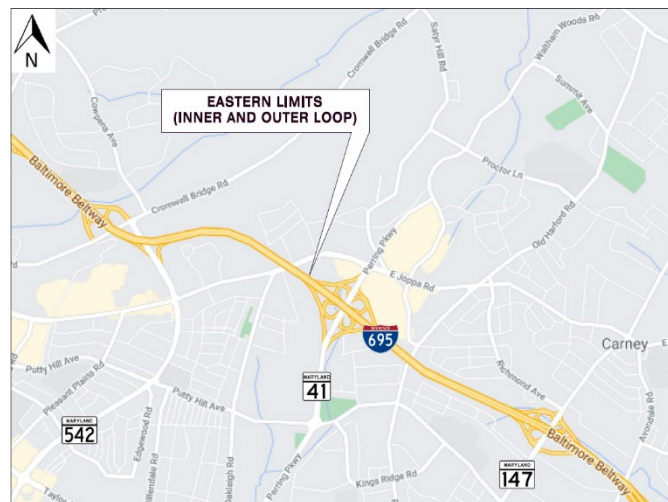 N
Cromwell Bridge Rd
Satyr Hill Rd
Waltham Woods Rd
Summit Ave
Cowpens Ave
EASTERN LIMITS
(INNER AND OUTER LOOP)
Proctor Ln
Baltimore Beltway
Cromwell Bridge Rd
Old Harford Rd
Perring Pkwy
E Joppa Rd
INTERSTATE
695
Carney
Putty Hill Ave
Pleasant Plains Rd
MARYLAND
41
Richmond Ave
Putty Hill Ave
MARYLAND
542
Edgewood Rd
Oakleigh Rd
Perring Pkwy
Avondale Rd
Baltimore Beltway
Kings Ridge Rd
MARYLAND
147